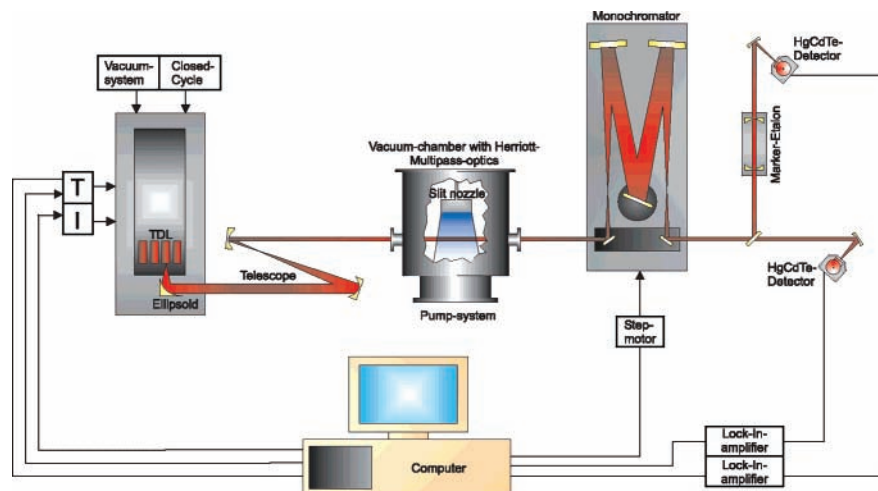 Monochromator
HgCdTe-
Detector
Vacuum-
system
Closed-
Cycle
Marker-Etalon
Vacuum-chamber with Herriott-
Multipass-optics
Slit nozzle
T
I
TDL
Telescope
Ellipsoid
HgCdTe-
Detector
Pump-system
Step-
motor
Computer
Lock-In-
amplifier
Lock-In-
amplifier